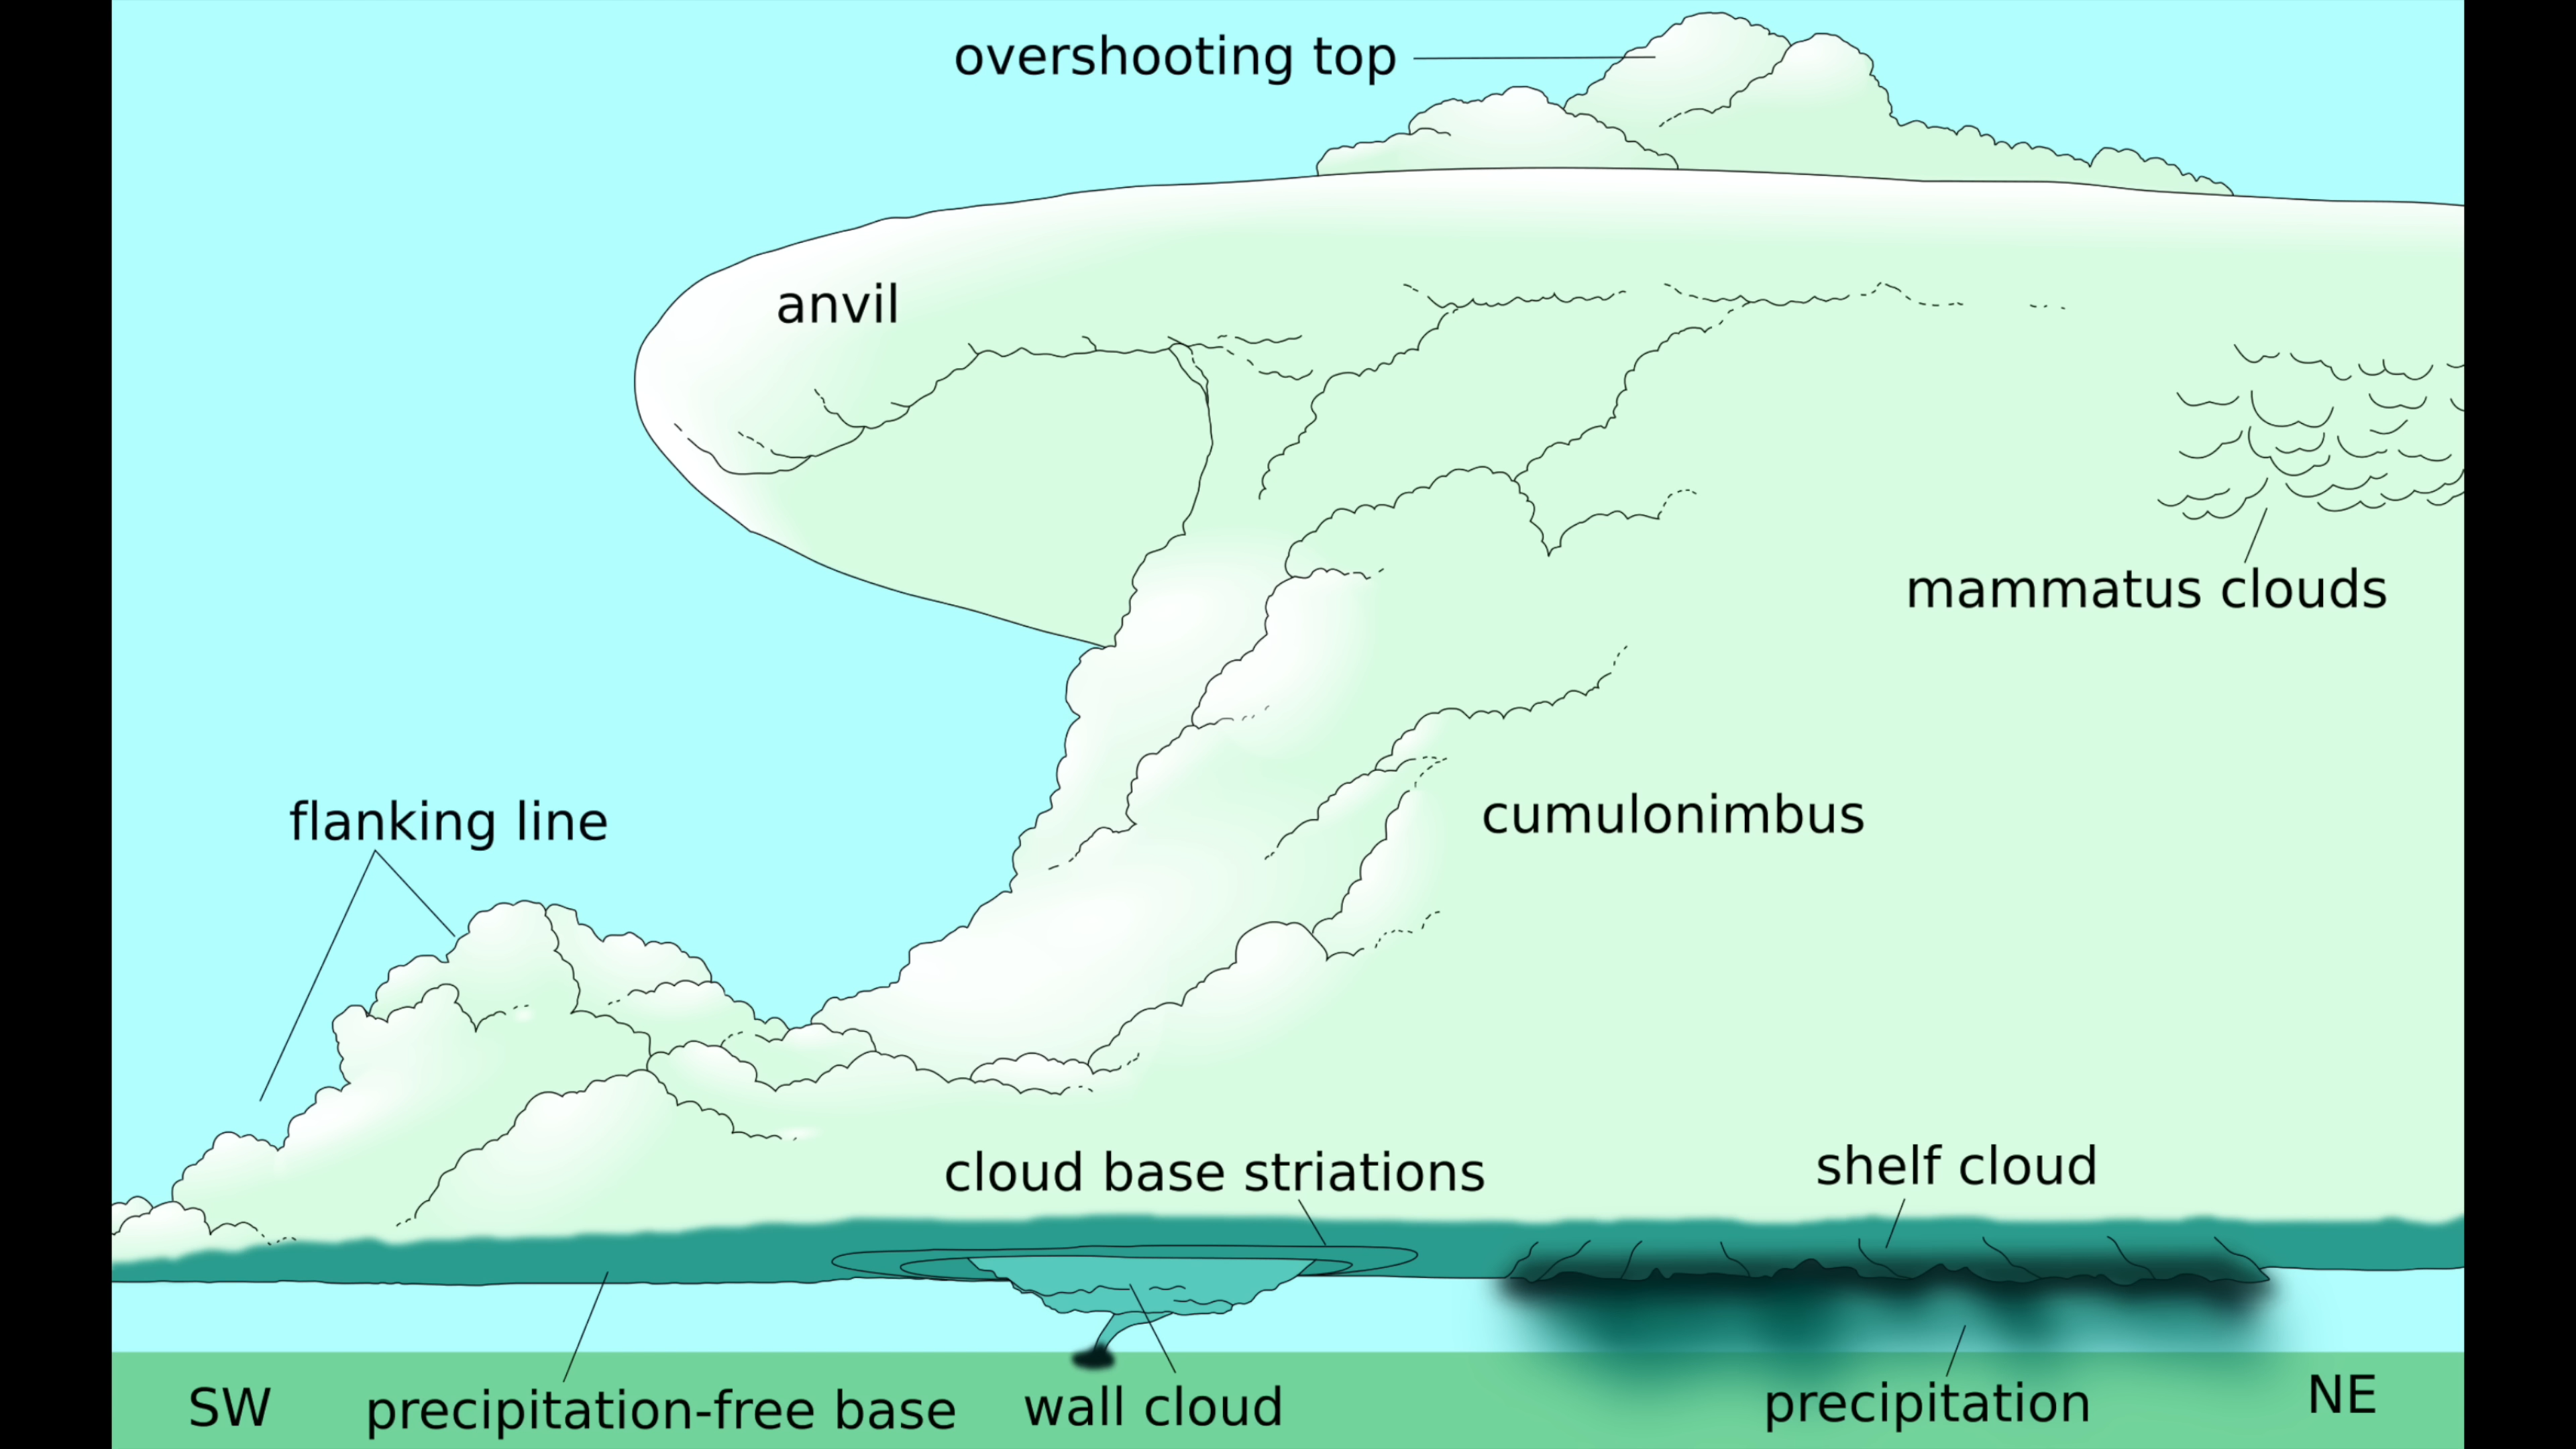 overshooting top
anvil
mammatus clouds
flanking line
cumulonimbus
cloud base striations
shelf cloud
SW
precipitation-free base
wall cloud
precipitation
NE